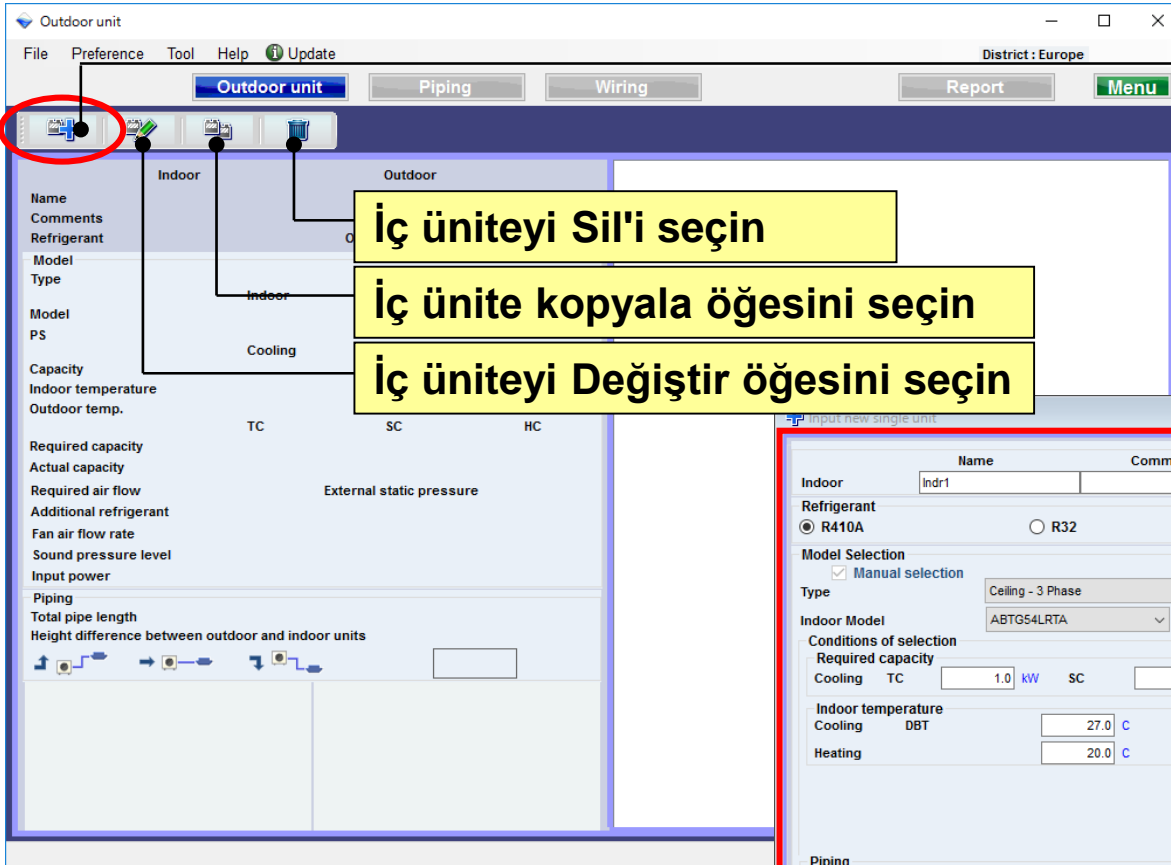 Outdoor unit
File Preference Tool Help Update District : Europe
Outdoor unit Piping Wiring Report Menu
Indoor Outdoor
Name
Comments
Refrigerant
Model
Type
Indoor
Model
PS
Cooling
Capacity
Indoor temperature
Outdoor temp.
TC SC HC
Required capacity
Actual capacity
Required air flow External static pressure
Additional refrigerant
Fan air flow rate
Sound pressure level
Input power
Piping
Total pipe length
Height difference between outdoor and indoor units
İç üniteyi Sil'i seçin
İç ünite kopyala öğesini seçin
İç üniteyi Değiştir öğesini seçin
Input new single unit
Name
Indoor Indr1
Refrigerant
R410A R32
Model Selection
Manual selection
Type Ceiling - 3 Phase
Indoor Model ABTG54LRTA
Conditions of selection
Required capacity
Cooling TC 1.0 kW SC
Indoor temperature
Cooling DBT 27.0 C
Heating 20.0 C
Piping